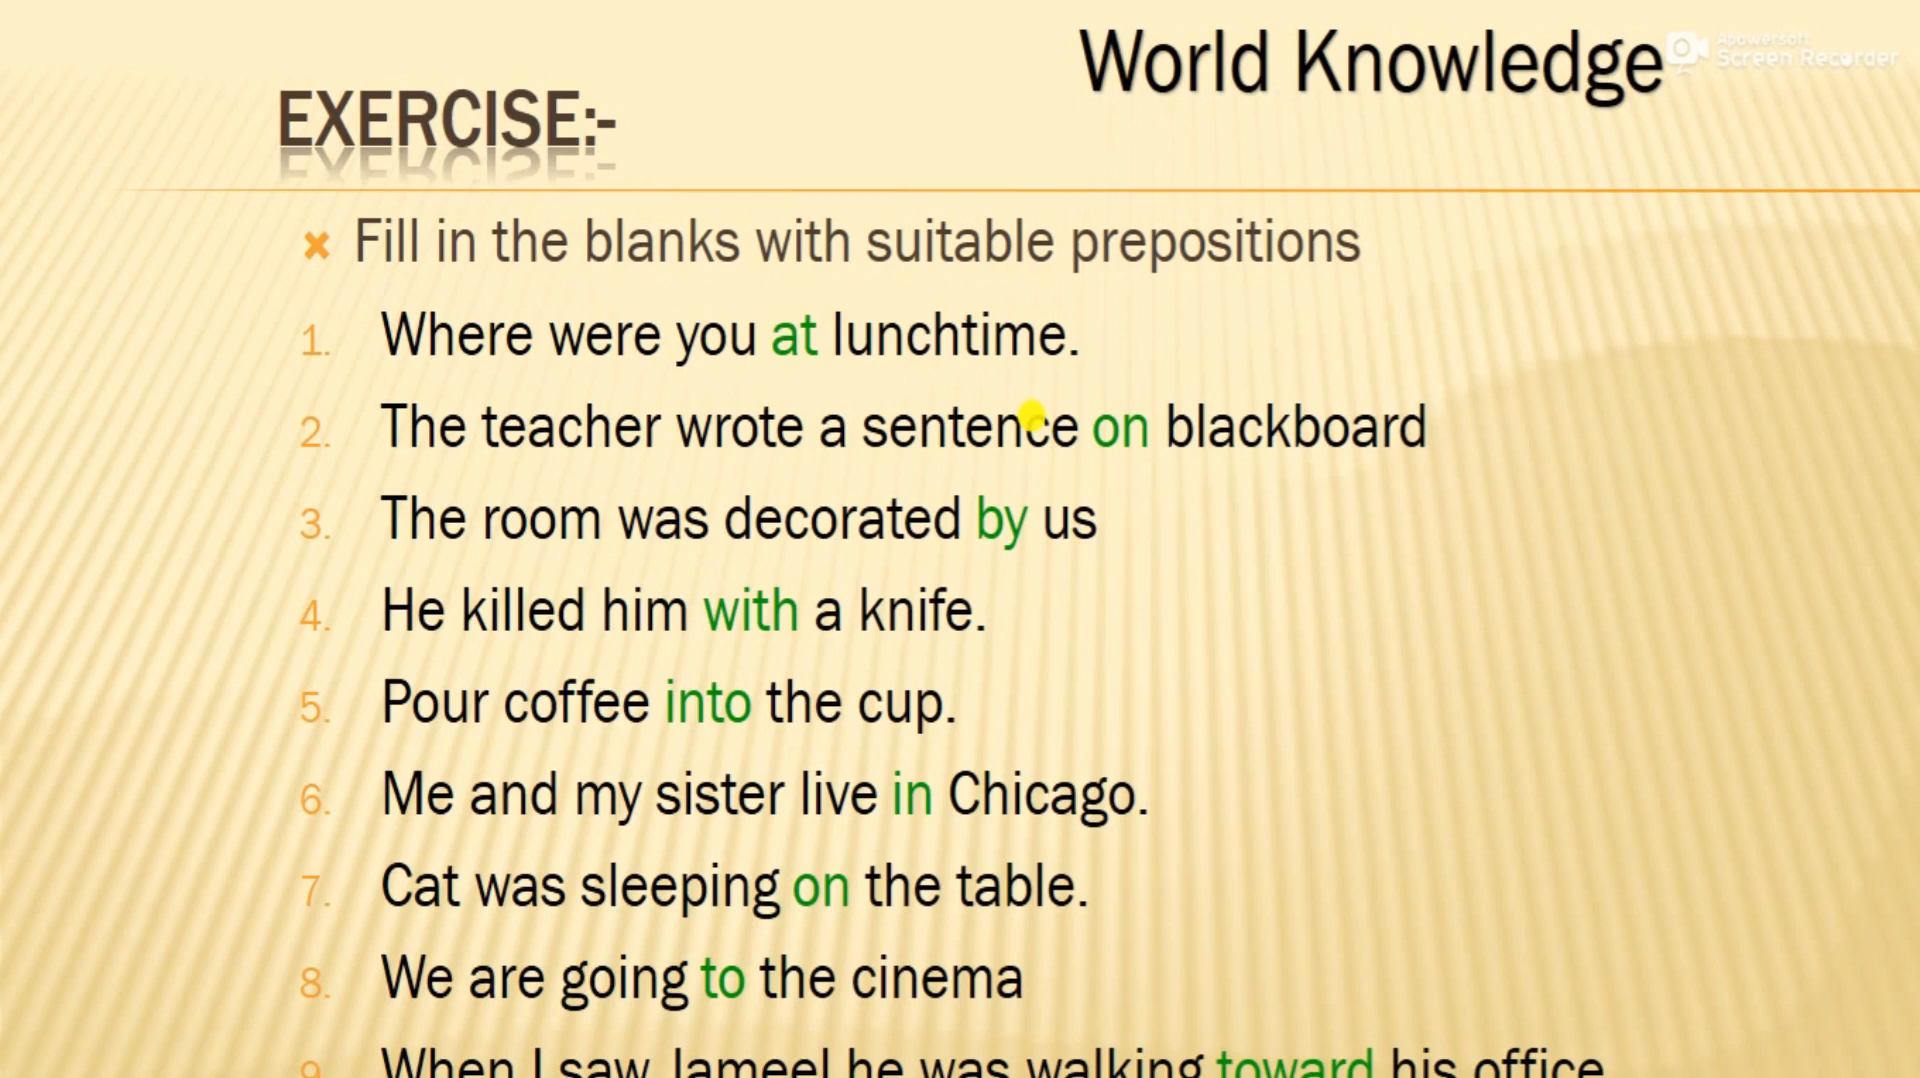 World Knowledge
Apowersoft
Screen Recorder
EXERCISE:-
Fill in the blanks with suitable prepositions
1. Where were you at lunchtime.
2. The teacher wrote a sentence on blackboard
3. The room was decorated by us
4. He killed him with a knife.
5. Pour coffee into the cup.
6. Me and my sister live in Chicago.
7. Cat was sleeping on the table.
8. We are going to the cinema
9. When I saw Jameel he was walking toward his office